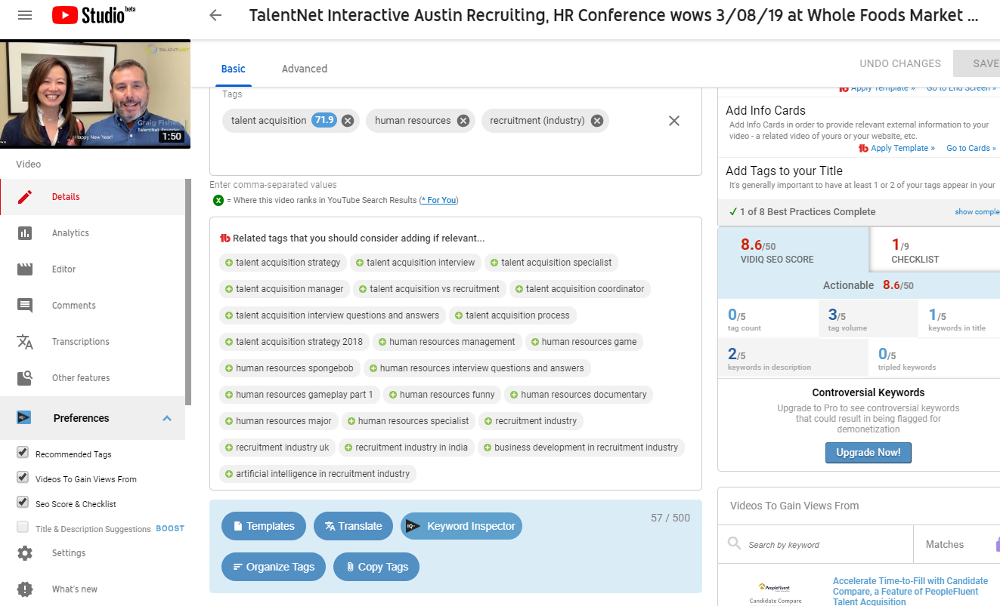 Studio beta
TalentNet Interactive Austin Recruiting, HR Conference wows 3/08/19 at Whole Foods Market ...
TALENTNET
Craig Fisher
TalentNet Founder
Happy New Year!
1:50
Video
Details
Analytics
Editor
Comments
Transcriptions
Other features
Preferences
Recommended Tags
Videos To Gain Views From
Seo Score & Checklist
Title & Description Suggestions BOOST
Settings
What's new
Basic
Advanced
UNDO CHANGES
SAVE
Tags
talent acquisition 71.9
human resources
recruitment (industry)
Enter comma-separated values
X = Where this video ranks in YouTube Search Results (* For You)
Related tags that you should consider adding if relevant...
talent acquisition strategy
talent acquisition interview
talent acquisition specialist
talent acquisition manager
talent acquisition vs recruitment
talent acquisition coordinator
talent acquisition interview questions and answers
talent acquisition process
talent acquisition strategy 2018
human resources management
human resources game
human resources spongebob
human resources interview questions and answers
human resources gameplay part 1
human resources funny
human resources documentary
human resources major
human resources specialist
recruitment industry
recruitment industry uk
recruitment industry in india
business development in recruitment industry
artificial intelligence in recruitment industry
Templates
Translate
IQ+ Keyword Inspector
57 / 500
Organize Tags
Copy Tags
Apply Template » Go to End Screen »
Add Info Cards
Add Info Cards in order to provide relevant external information to your
video - a related video of yours or your website, etc.
Apply Template » Go to Cards »
Add Tags to your Title
It's generally important to have at least 1 or 2 of your tags appear in your
✓ 1 of 8 Best Practices Complete
show comple
8.6/50
VIDIQ SEO SCORE
1/9
CHECKLIST
Actionable 8.6/50
0/5
tag count
3/5
tag volume
1/5
keywords in title
2/5
keywords in description
0/5
tripled keywords
Controversial Keywords
Upgrade to Pro to see controversial keywords
that could result in being flagged for
demonetization
Upgrade Now!
Videos To Gain Views From
Search by keyword
Matches
PeopleFluent
Candidate Compare
Accelerate Time-to-Fill with Candidate
Compare, a Feature of PeopleFluent
Talent Acquisition